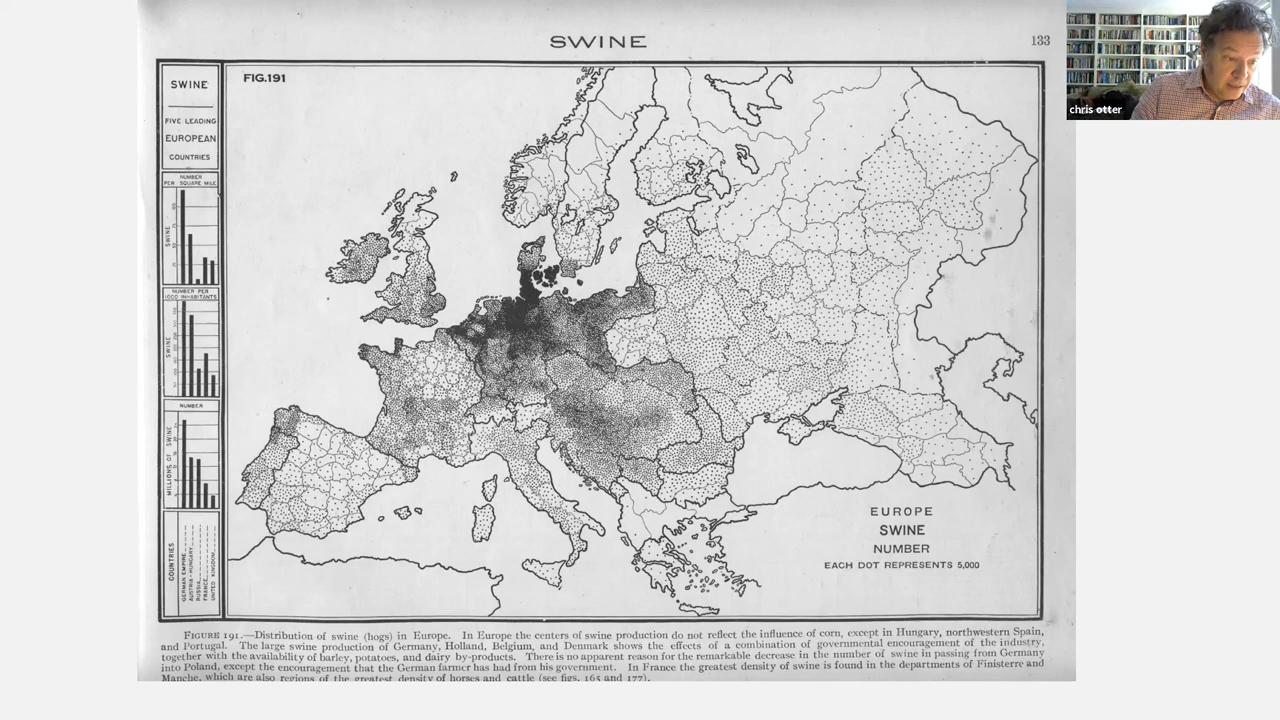 SWINE
133
chris otter
SWINE
FIVE LEADING
EUROPEAN
COUNTRIES
NUMBER
PER SQUARE MILE
SWINE
NUMBER PER
1000 INHABITANTS
SWINE
NUMBER
MILLIONS OF SWINE
COUNTRIES
GERMAN EMPIRE
AUSTRIA-HUNGARY
RUSSIA
FRANCE
UNITED KINGDOM
FIG.191
EUROPE
SWINE
NUMBER
EACH DOT REPRESENTS 5,000
FIGURE 191.—Distribution of swine (hogs) in Europe. In Europe the centers of swine production do not reflect the influence of corn, except in Hungary, northwestern Spain,
and Portugal. The large swine production of Germany, Holland, Belgium, and Denmark shows the effects of a combination of governmental encouragement of the industry,
together with the availability of barley, potatoes, and dairy by-products. There is no apparent reason for the remarkable decrease in the number of swine in passing from Germany
into Poland, except the encouragement that the German farmer has had from his government. In France the greatest density of swine is found in the departments of Finisterre and
Manche, which are also regions of the greatest density of horses and cattle (see figs. 165 and 177).